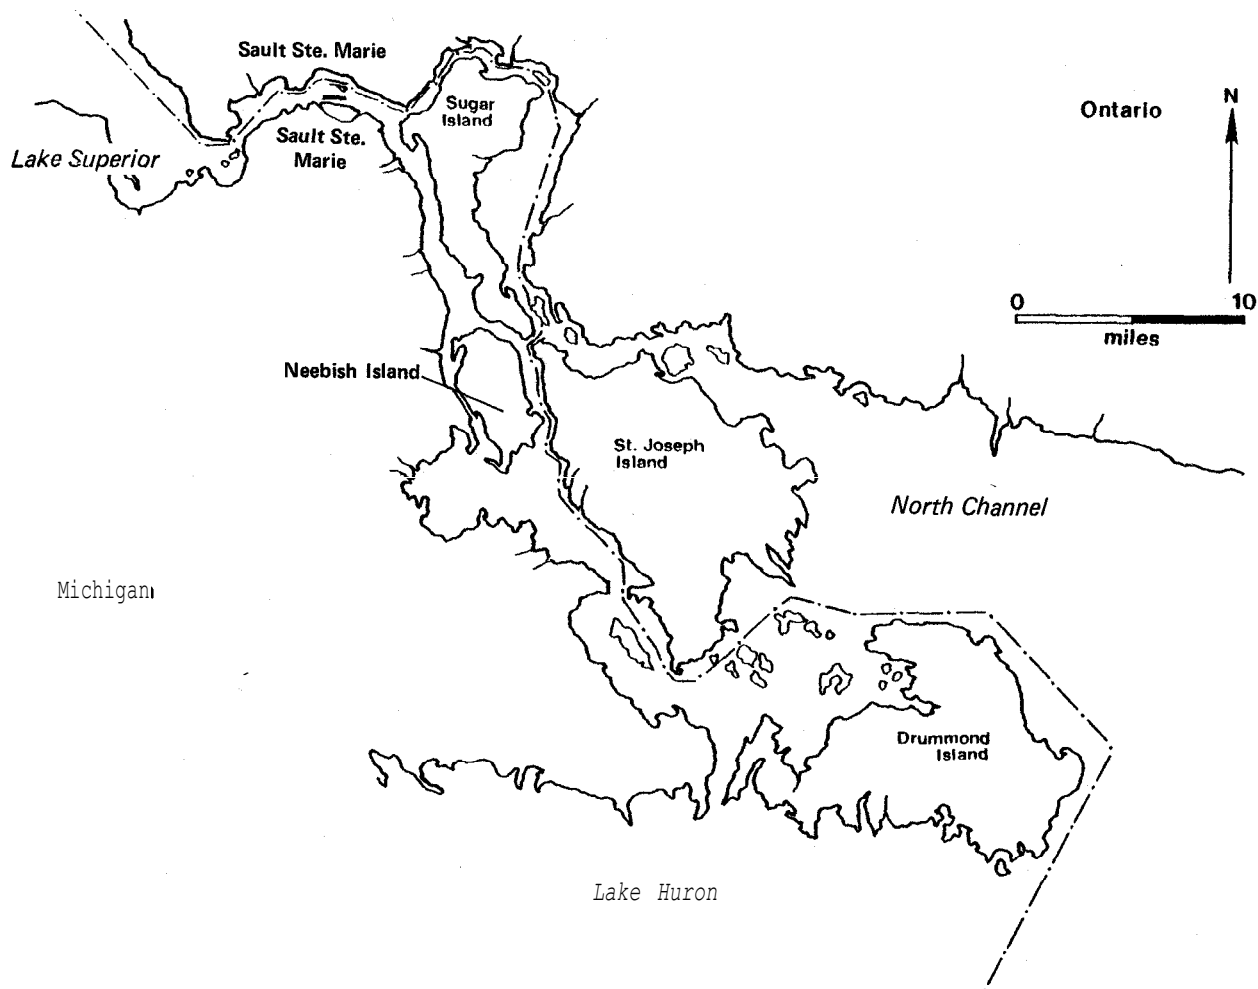 Sault Ste. Marie
Sugar
Island
Ontario
N
Sault Ste.
Marie
Lake Superior
0 10
miles
Neebish Island
St. Joseph
Island
North Channel
Michigan
Drummond
Island
Lake Huron